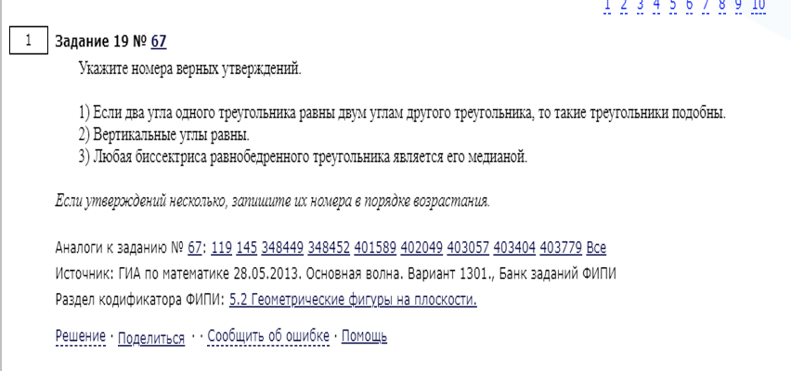 1 2 3 4 5 6 7 8 9 10
1 Задание 19 № 67
Укажите номера верных утверждений.
1) Если два угла одного треугольника равны двум углам другого треугольника, то такие треугольники подобны.
2) Вертикальные углы равны.
3) Любая биссектриса равнобедренного треугольника является его медианой.
Если утверждений несколько, запишите их номера в порядке возрастания.
Аналоги к заданию № 67: 119 145 348449 348452 401589 402049 403057 403404 403779 Все
Источник: ГИА по математике 28.05.2013. Основная волна. Вариант 1301., Банк заданий ФИПИ
Раздел кодификатора ФИПИ: 5.2 Геометрические фигуры на плоскости.
Решение · Поделиться · · Сообщить об ошибке · Помощь